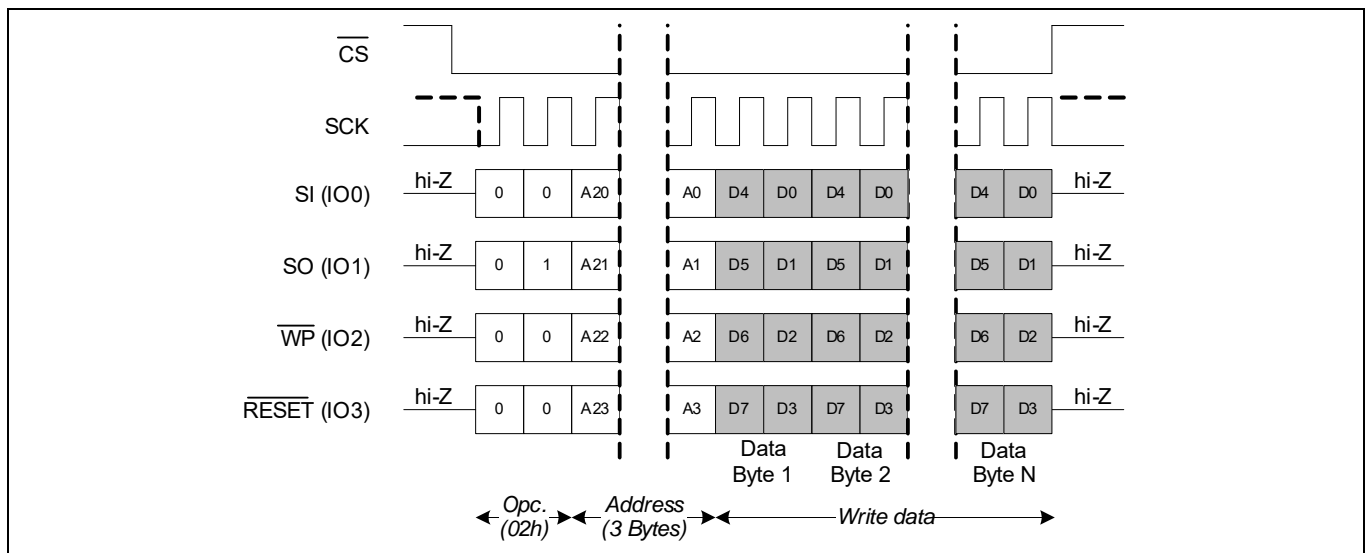 CS
SCK
SI (IO0) hi-Z 0 0 A20 A0 D4 D0 D4 D0 D4 D0 hi-Z
SO (IO1) hi-Z 0 1 A21 A1 D5 D1 D5 D1 D5 D1 hi-Z
WP (IO2) hi-Z 0 0 A22 A2 D6 D2 D6 D2 D6 D2 hi-Z
RESET (IO3) hi-Z 0 0 A23 A3 D7 D3 D7 D3 D7 D3 hi-Z
Data Data Data
Byte 1 Byte 2 Byte N
Opc. Address Write data
(02h) (3 Bytes)